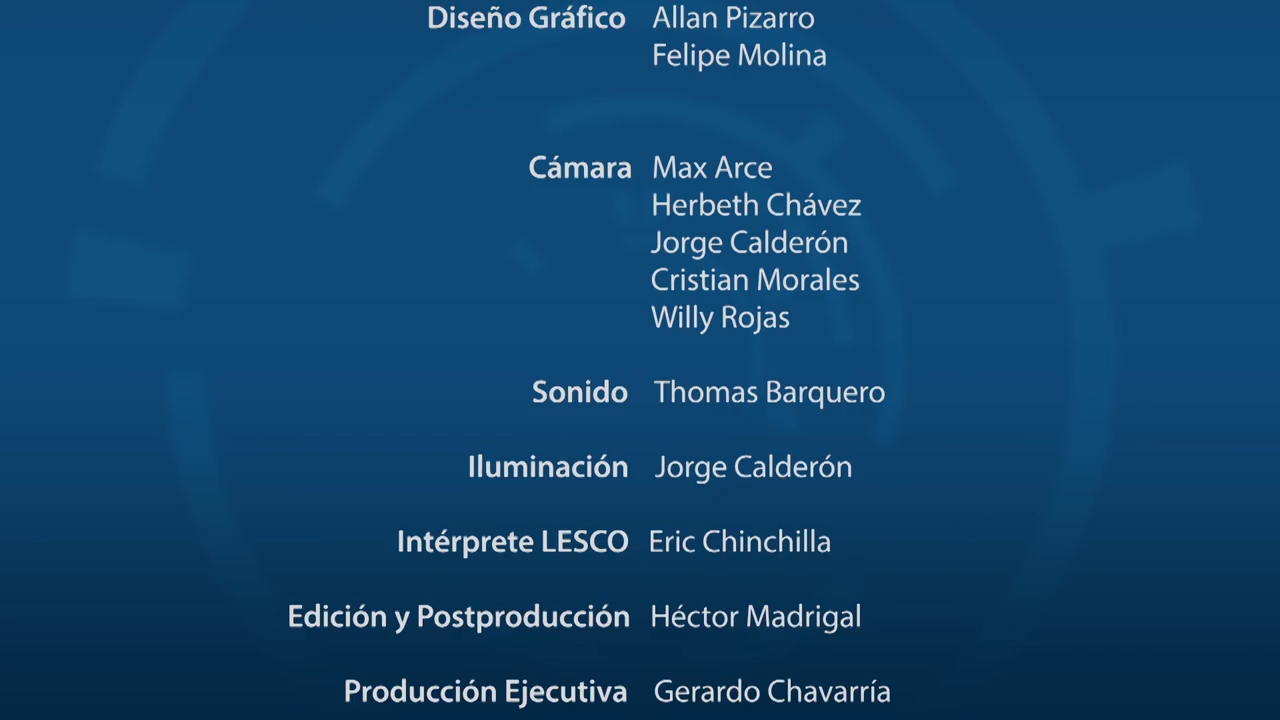 Diseño Gráfico Allan Pizarro
Felipe Molina
Cámara Max Arce
Herbeth Chávez
Jorge Calderón
Cristian Morales
Willy Rojas
Sonido Thomas Barquero
Iluminación Jorge Calderón
Intérprete LESCO Eric Chinchilla
Edición y Postproducción Héctor Madrigal
Producción Ejecutiva Gerardo Chavarría